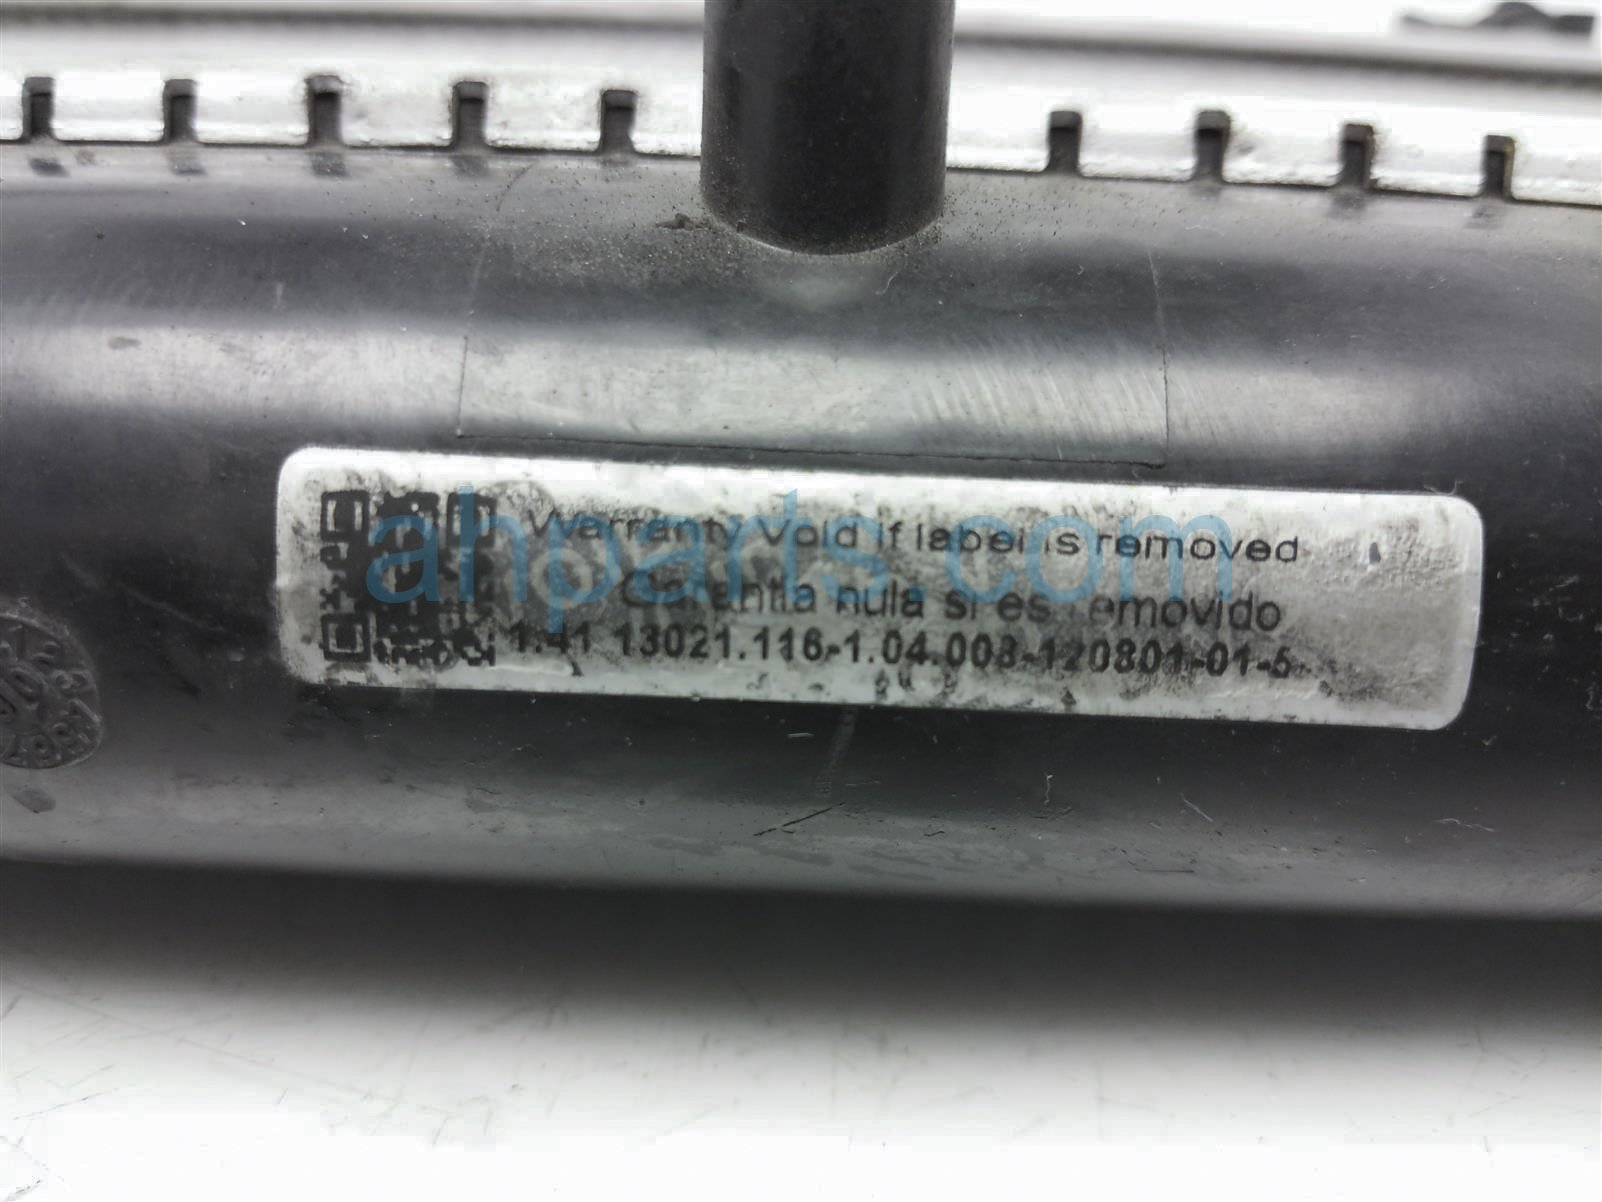 Warranty Void if label is removed
Garantia nula si es removido
1.41 13021.116-1.04.008-120801-01-5
ahparts.com